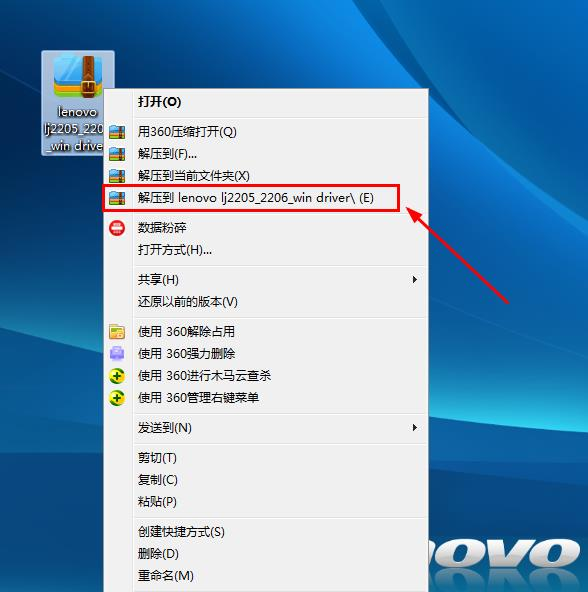 lenovo
lj2205_220
_win drive
打开(O)
用360压缩打开(Q)
解压到(F)...
解压到当前文件夹(X)
解压到 lenovo lj2205_2206_win driver\ (E)
数据粉碎
打开方式(H)...
共享(H)
还原以前的版本(V)
使用 360解除占用
使用 360强力删除
使用 360进行木马云查杀
使用 360管理右键菜单
发送到(N)
剪切(T)
复制(C)
粘贴(P)
创建快捷方式(S)
删除(D)
重命名(M)
novo